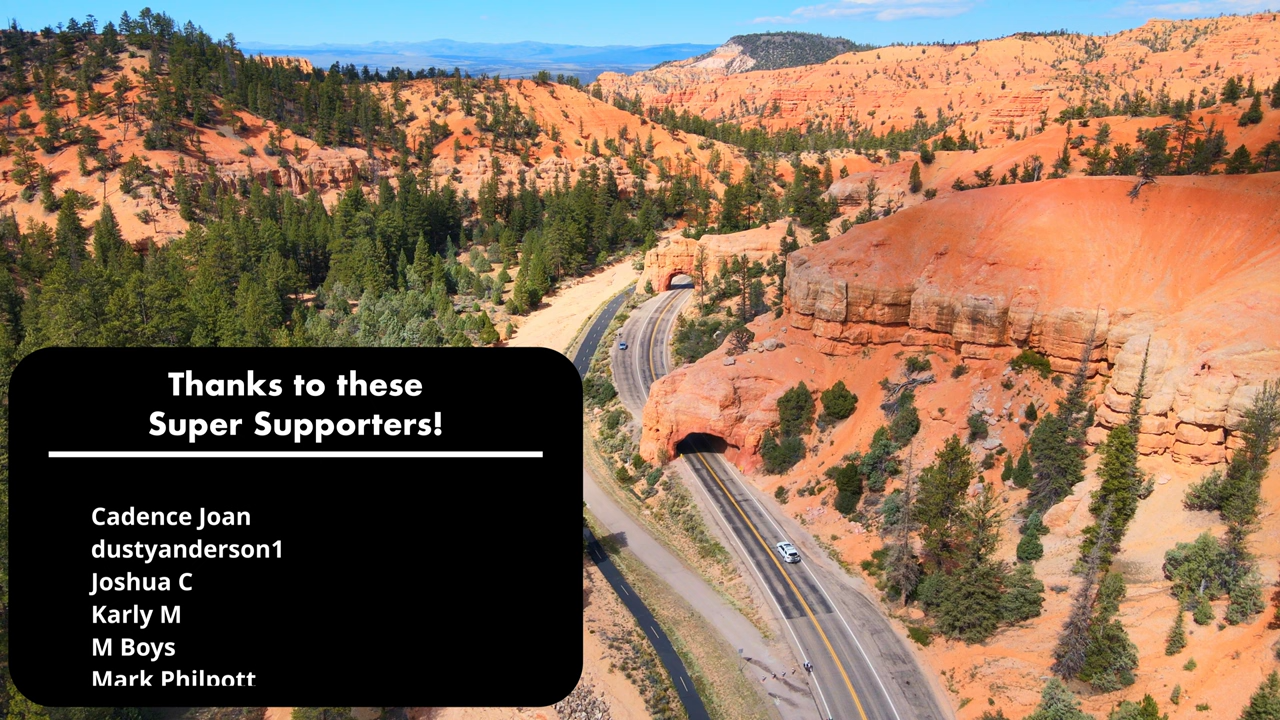 Thanks to these
Super Supporters!
Cadence Joan
dustyanderson1
Joshua C
Karly M
M Boys
Mark Philpott